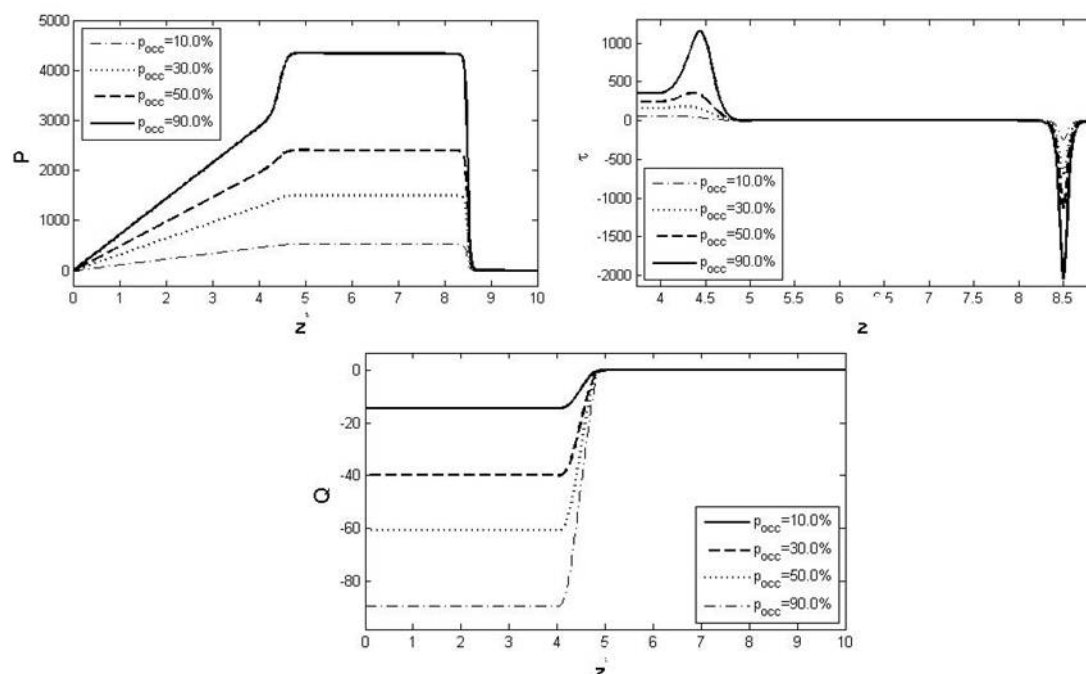 5000
4000
3000
2000
1000
0
P
p_occ=10.0%
p_occ=30.0%
p_occ=50.0%
p_occ=90.0%
0 1 2 3 4 5 6 7 8 9 10
z
1000
500
0
-500
-1000
-1500
-2000
τ
p_occ=10.0%
p_occ=30.0%
p_occ=50.0%
p_occ=90.0%
4 4.5 5 5.5 6 7 7.5 8 8.5
z
0
-20
-40
-60
-80
Q
p_occ=10.0%
p_occ=30.0%
p_occ=50.0%
p_occ=90.0%
0 1 2 3 4 5 6 7 8 9 10
z